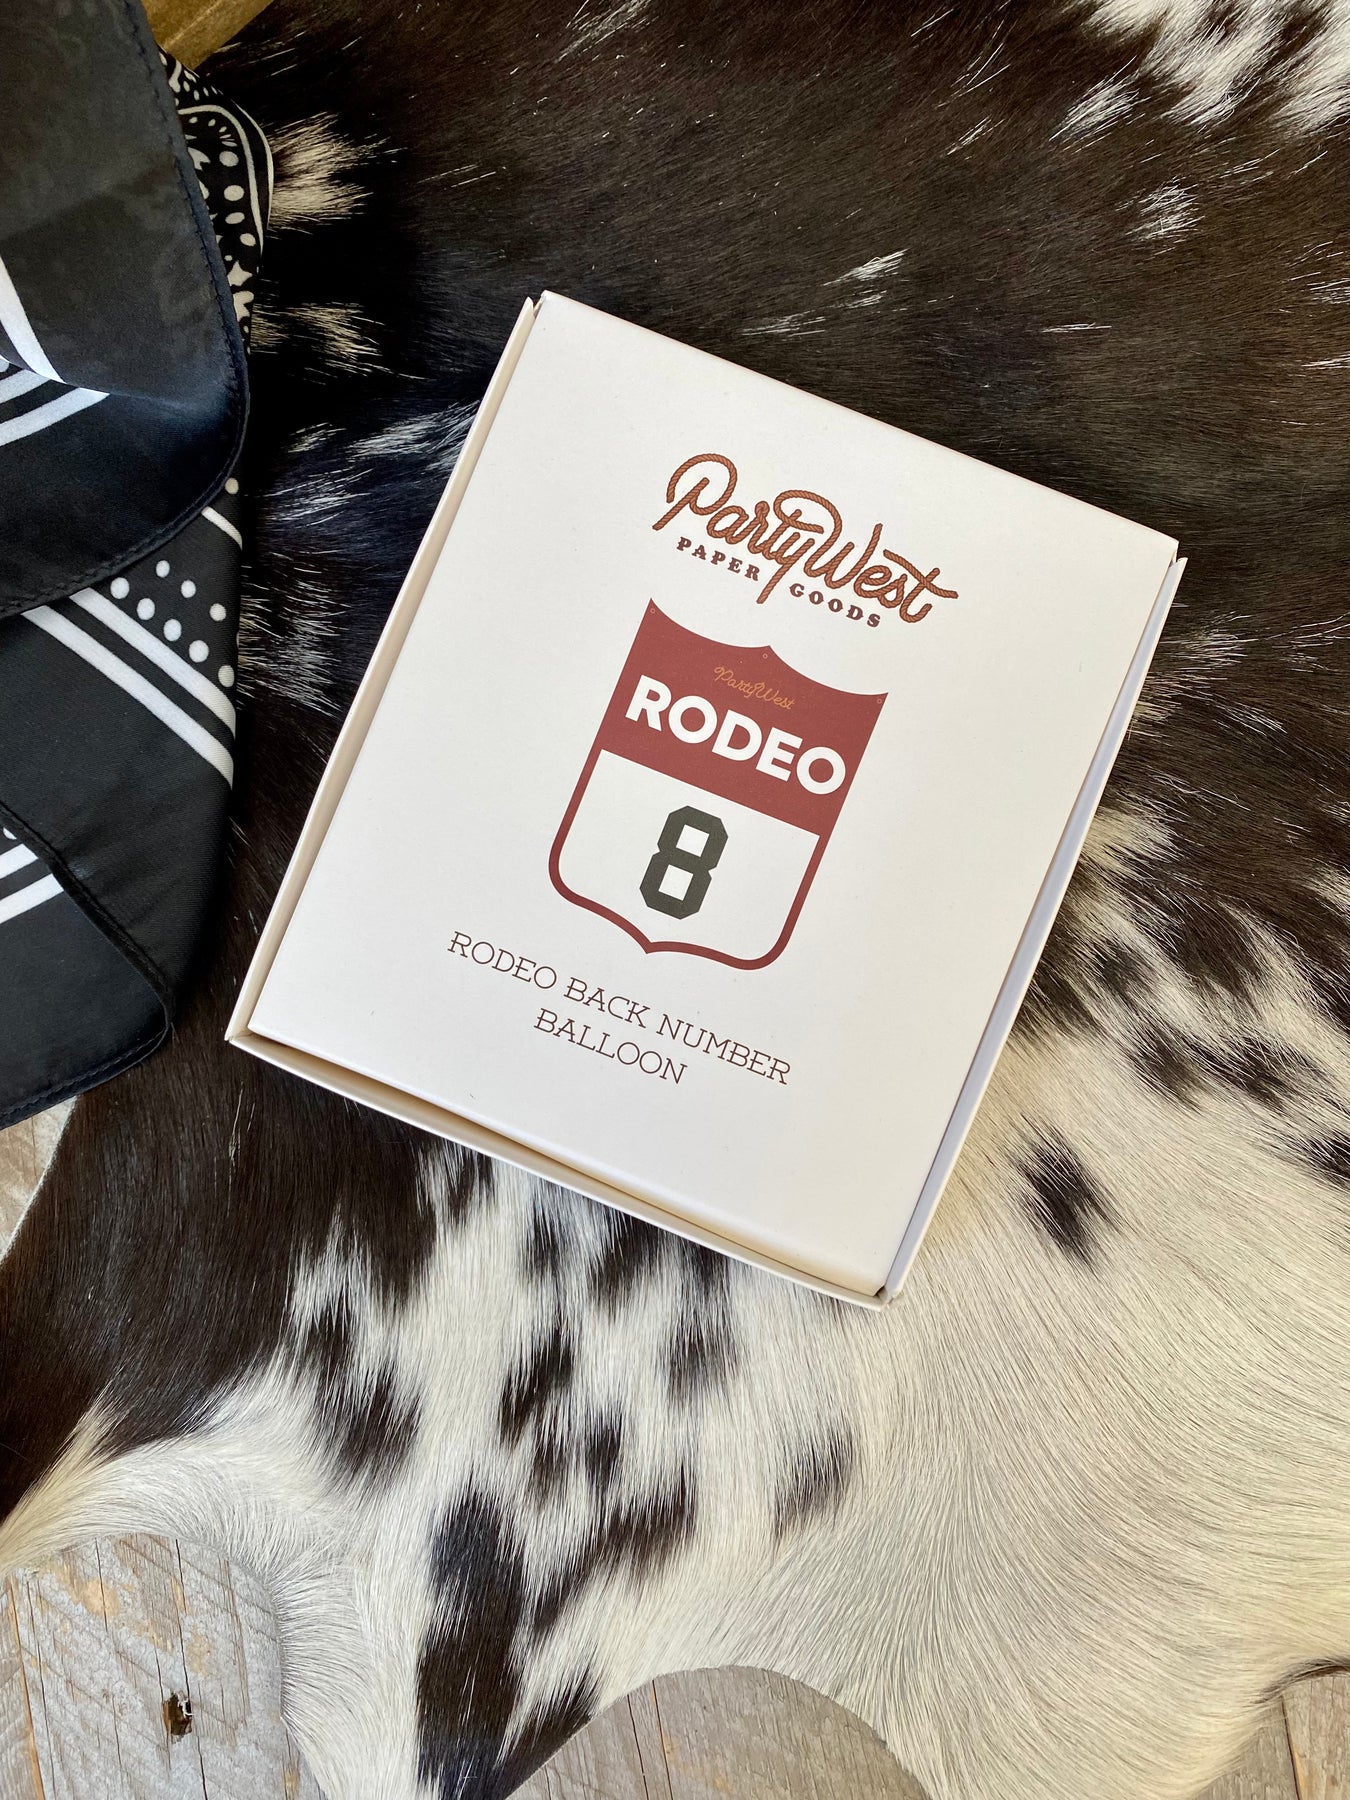 PartyWest
PAPER GOODS
PartyWest
RODEO
8
RODEO BACK NUMBER
BALLOON